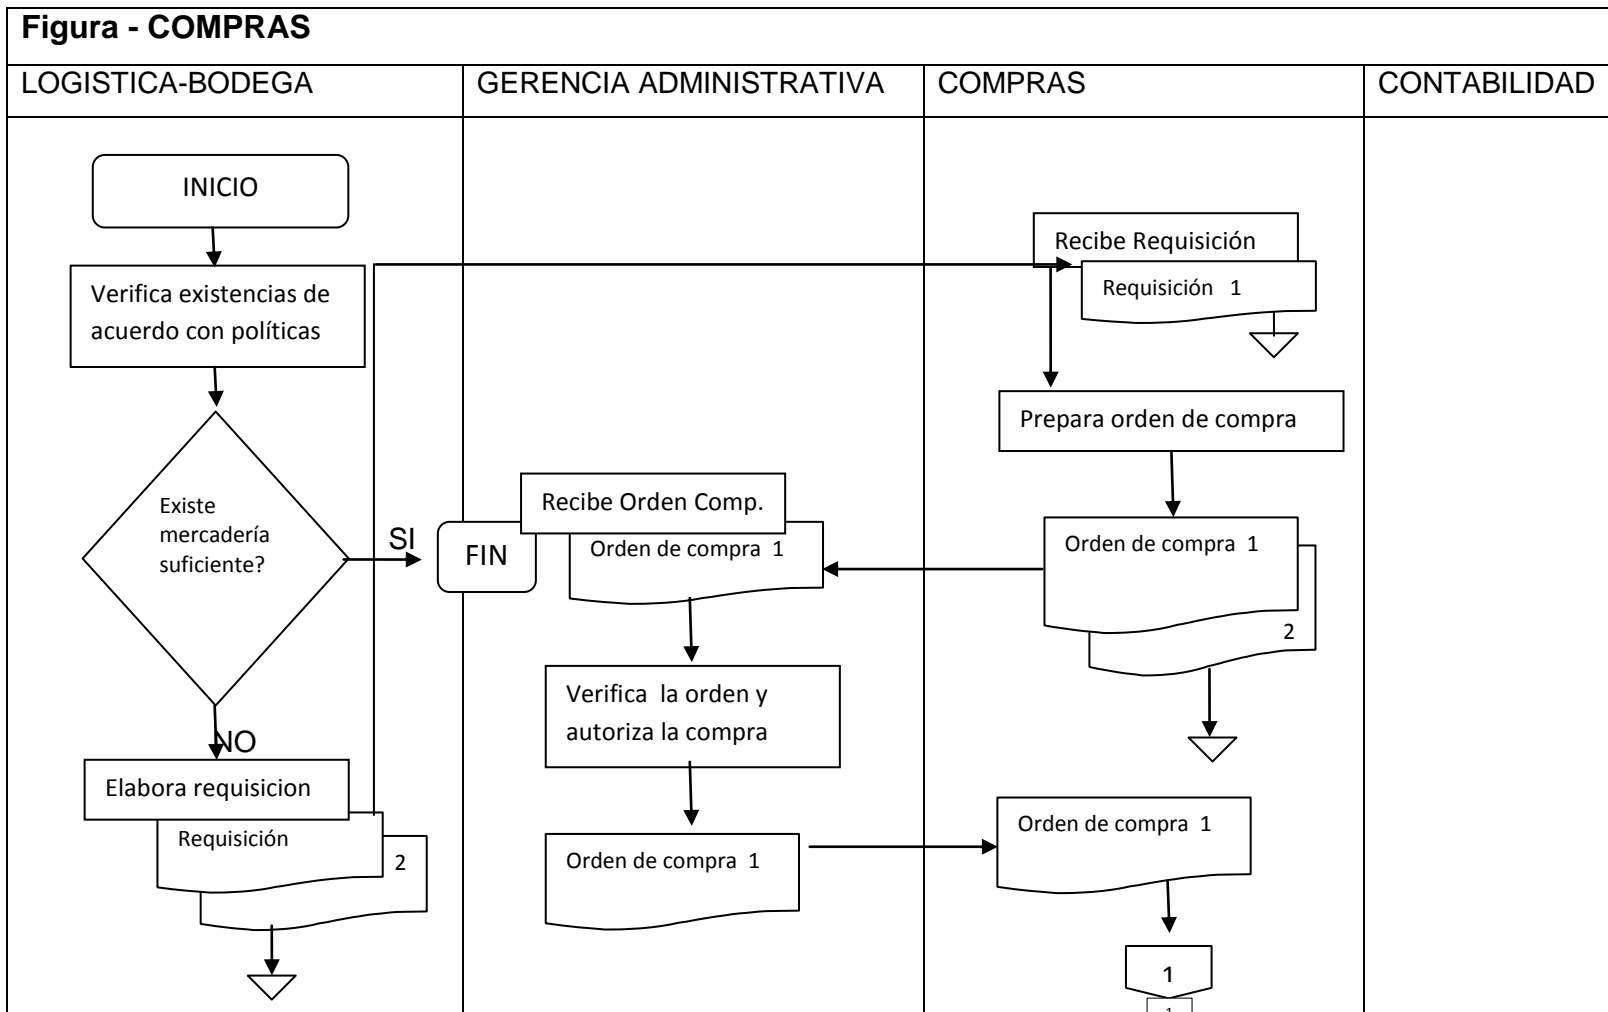 Figura - COMPRAS
LOGISTICA-BODEGA
GERENCIA ADMINISTRATIVA
COMPRAS
CONTABILIDAD
INICIO
Verifica existencias de
acuerdo con políticas
Existe
mercadería
suficiente?
SI
FIN
NO
Elabora requisicion
Requisición
2
Recibe Orden Comp.
Orden de compra 1
Verifica la orden y
autoriza la compra
Orden de compra 1
Recibe Requisición
Requisición 1
Prepara orden de compra
Orden de compra 1
2
Orden de compra 1
1
1